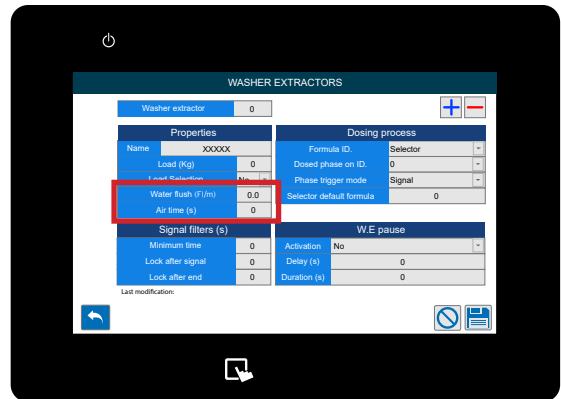 WASHER EXTRACTORS
Washer extractor 0
Properties
Name XXXXX
Load (Kg) 0
Load Selection No
Water flush (Fl/m) 0.0
Air time (s) 0
Dosing process
Formula ID. Selector
Dosed phase on ID. 0
Phase trigger mode Signal
Selector default formula 0
Signal filters (s)
Minimum time 0
Lock after signal 0
Lock after end 0
W.E pause
Activation No
Delay (s) 0
Duration (s) 0
Last modification: